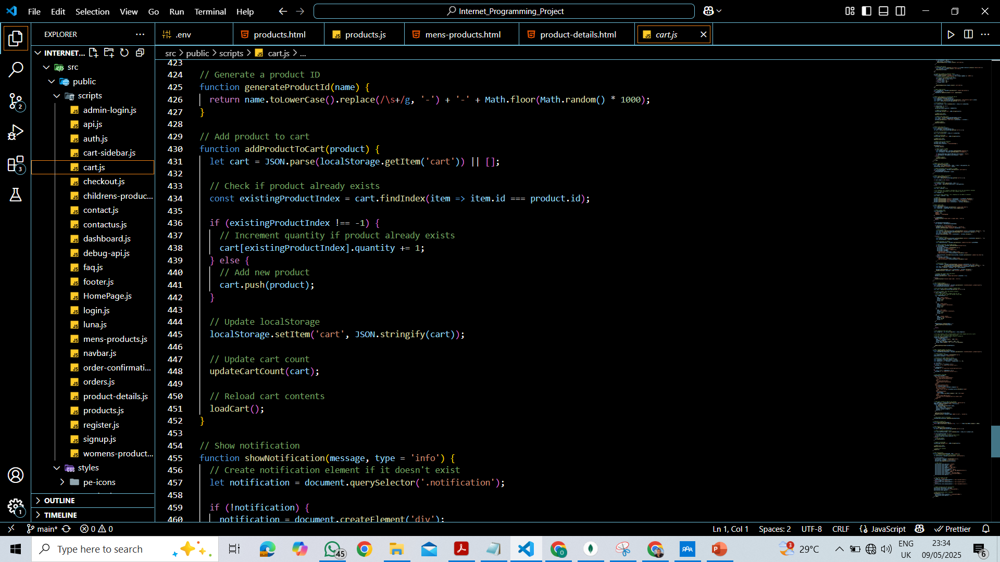 File Edit Selection View Go Run Terminal Help
Internet_Programming_Project
EXPLORER
.env
products.html
products.js
mens-products.html
product-details.html
cart.js
INTERNET...
src > public > scripts > cart.js > ...
src
public
scripts
admin-login.js
api.js
auth.js
cart-sidebar.js
cart.js
checkout.js
childrens-produc...
contact.js
contactus.js
dashboard.js
debug-api.js
faq.js
footer.js
HomePage.js
login.js
luna.js
mens-products.js
navbar.js
order-confirmati...
orders.js
product-details.js
products.js
register.js
signup.js
womens-product...
styles
pe-icons
OUTLINE
TIMELINE
2
3
1
423
424 // Generate a product ID
425 function generateProductId(name) {
426 return name.toLowerCase().replace(/\s+/g, '-') + '-' + Math.floor(Math.random() * 1000);
427 }
428
429 // Add product to cart
430 function addProductToCart(product) {
431 let cart = JSON.parse(localStorage.getItem('cart')) || [];
432
433 // Check if product already exists
434 const existingProductIndex = cart.findIndex(item => item.id === product.id);
435
436 if (existingProductIndex !== -1) {
437 // Increment quantity if product already exists
438 cart[existingProductIndex].quantity += 1;
439 } else {
440 // Add new product
441 cart.push(product);
442 }
443
444 // Update localStorage
445 localStorage.setItem('cart', JSON.stringify(cart));
446
447 // Update cart count
448 updateCartCount(cart);
449
450 // Reload cart contents
451 loadCart();
452 }
453
454 // Show notification
455 function showNotification(message, type = 'info') {
456 // Create notification element if it doesn't exist
457 let notification = document.querySelector('.notification');
458
459 if (!notification) {
460 notification = document.createElement('div');
main* 0 0
Ln 1, Col 1 Spaces: 2 UTF-8 CRLF JavaScript Prettier
Type here to search
45
3
29°C
ENG
UK
23:34
09/05/2025
6